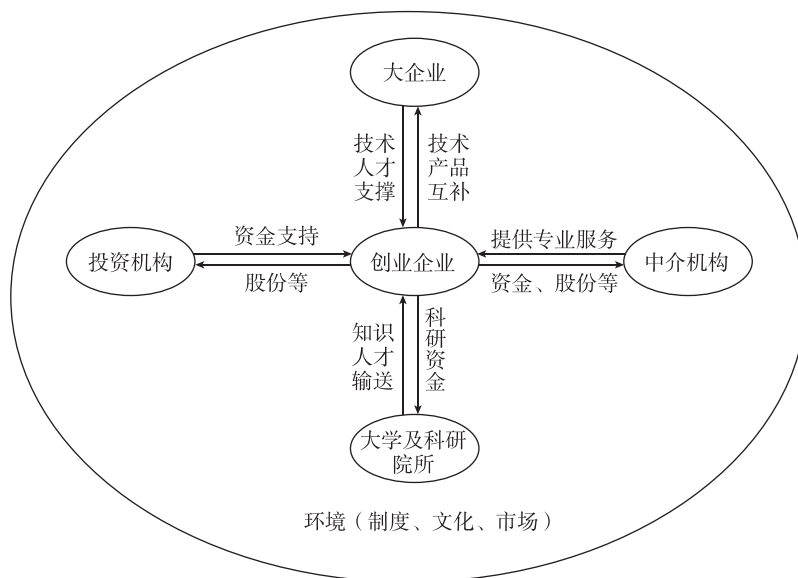 大企业
技术
人才
支撑
技术
产品
互补
资金支持
提供专业服务
投资机构
创业企业
中介机构
股份等
资金、股份等
知识
人才
输送
科
研
资
金
大学及科研
院所
环境（制度、文化、市场）